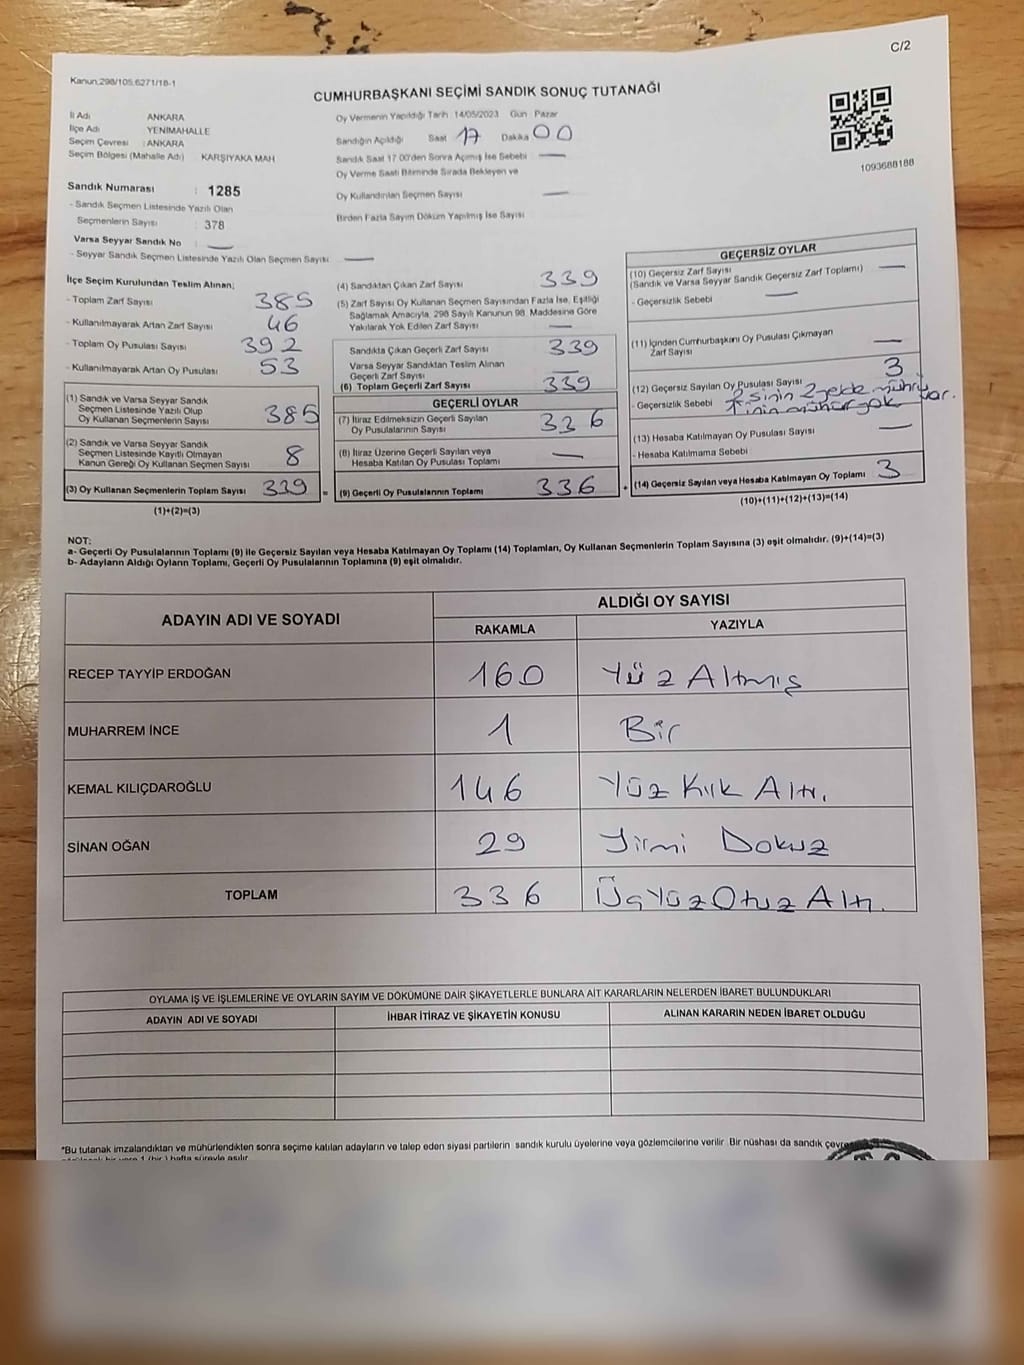 C/2
Kanun;298/105,6271/18-1
CUMHURBAŞKANI SEÇİMİ SANDIK SONUÇ TUTANAĞI
İl Adı ANKARA
İlçe Adı YENİMAHALLE
Seçim Çevresi : ANKARA
Seçim Bölgesi (Mahalle Adı) KARŞIYAKA MAH
Sandık Numarası : 1285
- Sandık Seçmen Listesinde Yazılı Olan
Seçmenlerin Sayısı : 378
Varsa Seyyar Sandık No : —
- Seyyar Sandık Seçmen Listesinde Yazılı Olan Seçmen Sayısı —
Oy Vermenin Yapıldığı Tarih 14/05/2023 Gün Pazar
Sandığın Açıldığı Saat 17 Dakika 00
Sandık Saat 17 00'den Sonra Açılmış İse Sebebi —
Oy Verme Saati Bitiminde Sırada Bekleyen ve
Oy Kullandırılan Seçmen Sayısı —
Birden Fazla Sayım Döküm Yapılmış İse Sayısı
1093688188
İlçe Seçim Kurulundan Teslim Alınan;
- Toplam Zarf Sayısı 385
- Kullanılmayarak Artan Zarf Sayısı 46
- Toplam Oy Pusulası Sayısı 392
- Kullanılmayarak Artan Oy Pusulası 53
(1) Sandık ve Varsa Seyyar Sandık
Seçmen Listesinde Yazılı Olup
Oy Kullanan Seçmenlerin Sayısı 385
(2) Sandık ve Varsa Seyyar Sandık
Seçmen Listesinde Kayıtlı Olmayan
Kanun Gereği Oy Kullanan Seçmen Sayısı 8
(3) Oy Kullanan Seçmenlerin Toplam Sayısı 339 =
(1)+(2)=(3)
(4) Sandıktan Çıkan Zarf Sayısı 339
(5) Zarf Sayısı Oy Kullanan Seçmen Sayısından Fazla İse, Eşitliği
Sağlamak Amacıyla, 298 Sayılı Kanunun 98. Maddesine Göre
Yakılarak Yok Edilen Zarf Sayısı —
Sandıkta Çıkan Geçerli Zarf Sayısı 339
Varsa Seyyar Sandıktan Teslim Alınan
Geçerli Zarf Sayısı —
(6) Toplam Geçerli Zarf Sayısı 339
GEÇERLİ OYLAR
(7) İtiraz Edilmeksizin Geçerli Sayılan
Oy Pusulalarının Sayısı 336
(8) İtiraz Üzerine Geçerli Sayılan veya
Hesaba Katılan Oy Pusulası Toplamı —
(9) Geçerli Oy Pusulalarının Toplamı 336 +
GEÇERSİZ OYLAR
(10) Geçersiz Zarf Sayısı —
(Sandık ve Varsa Seyyar Sandık Geçersiz Zarf Toplamı)
- Geçersizlik Sebebi —
(11) İçinden Cumhurbaşkanı Oy Pusulası Çıkmayan
Zarf Sayısı —
(12) Geçersiz Sayılan Oy Pusulası Sayısı 3
- Geçersizlik Sebebi 2'sinin 2 yelde mührü var.
1'inin mühür yok
(13) Hesaba Katılmayan Oy Pusulası Sayısı —
- Hesaba Katılmama Sebebi
(14) Geçersiz Sayılan veya Hesaba Katılmayan Oy Toplamı 3
(10)+(11)+(12)+(13)=(14)
NOT:
a- Geçerli Oy Pusulalarının Toplamı (9) ile Geçersiz Sayılan veya Hesaba Katılmayan Oy Toplamı (14) Toplamları, Oy Kullanan Seçmenlerin Toplam Sayısına (3) eşit olmalıdır. (9)+(14)=(3)
b- Adayların Aldığı Oyların Toplamı, Geçerli Oy Pusulalarının Toplamına (9) eşit olmalıdır.
ADAYIN ADI VE SOYADI
ALDIĞI OY SAYISI
RAKAMLA YAZIYLA
RECEP TAYYİP ERDOĞAN 160 Yüz Altmış
MUHARREM İNCE 1 Bir
KEMAL KILIÇDAROĞLU 146 Yüz Kırk Altı.
SİNAN OĞAN 29 Yirmi Dokuz
TOPLAM 336 Üç Yüz Otuz Altı.
OYLAMA İŞ VE İŞLEMLERİNE VE OYLARIN SAYIM VE DÖKÜMÜNE DAİR ŞİKAYETLERLE BUNLARA AİT KARARLARIN NELERDEN İBARET BULUNDUKLARI
ADAYIN ADI VE SOYADI İHBAR İTİRAZ VE ŞİKAYETİN KONUSU ALINAN KARARIN NEDEN İBARET OLDUĞU
*Bu tutanak imzalandıktan ve mühürlendikten sonra seçime katılan adayların ve talep eden siyasi partilerin sandık kurulu üyelerine veya gözlemcilerine verilir. Bir nüshası da sandık
1 (bir) hafta süreyle asılır